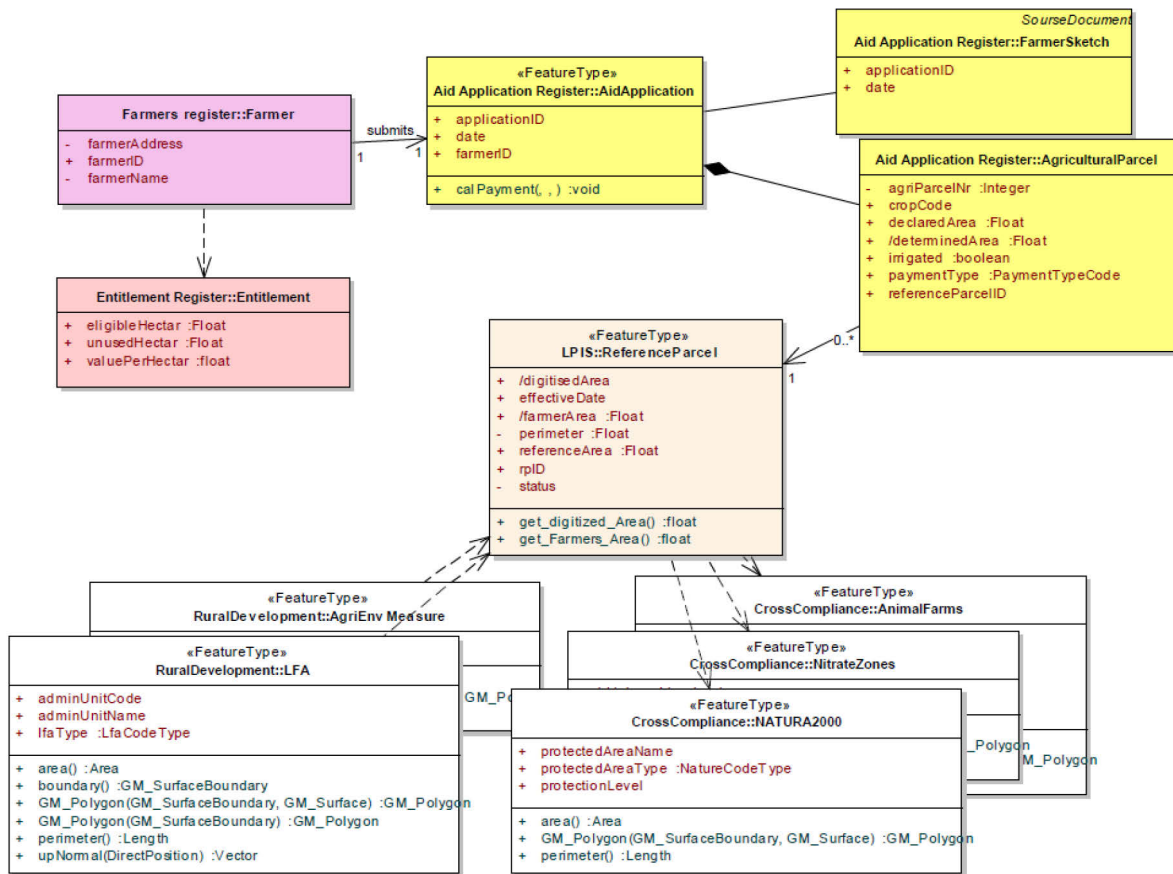 SourseDocument
Aid Application Register::FarmerSketch
+ applicationID
+ date
«FeatureType»
Aid Application Register::AidApplication
+ applicationID
+ date
+ farmerID
+ calPayment(, , ) :void
Farmers register::Farmer
- farmerAddress
+ farmerID
- farmerName
submits
1
1
Aid Application Register::AgriculturalParcel
- agriParcelNr :Integer
+ cropCode
+ declaredArea :Float
+ /determinedArea :Float
+ irrigated :boolean
+ paymentType :PaymentTypeCode
+ referenceParcelID
Entitlement Register::Entitlement
+ eligibleHectar :Float
+ unusedHectar :Float
+ valuePerHectar :float
0..*
1
«FeatureType»
LPIS::ReferenceParcel
+ /digitisedArea
+ effectiveDate
+ /farmerArea :Float
- perimeter :Float
+ referenceArea :Float
+ rpID
- status
+ get_digitized_Area() :float
+ get_Farmers_Area() :float
«FeatureType»
RuralDevelopment::AgriEnv Measure
«FeatureType»
CrossCompliance::AnimalFarms
«FeatureType»
RuralDevelopment::LFA
+ adminUnitCode
+ adminUnitName
+ lfaType :LfaCodeType
+ area() :Area
+ boundary() :GM_SurfaceBoundary
+ GM_Polygon(GM_SurfaceBoundary, GM_Surface) :GM_Polygon
+ GM_Polygon(GM_SurfaceBoundary) :GM_Polygon
+ perimeter() :Length
+ upNormal(DirectPosition) :Vector
«FeatureType»
CrossCompliance::NitrateZones
_Polygon
«FeatureType»
CrossCompliance::NATURA2000
+ protectedAreaName
+ protectedAreaType :NatureCodeType
+ protectionLevel
+ area() :Area
+ GM_Polygon(GM_SurfaceBoundary, GM_Surface) :GM_Polygon
+ perimeter() :Length